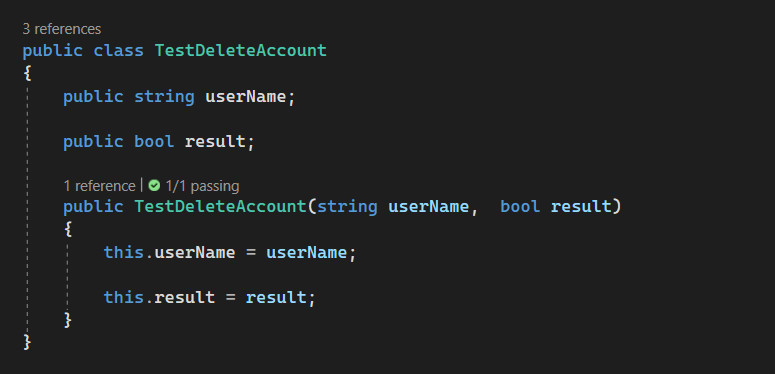 3 references
public class TestDeleteAccount
{
public string userName;
public bool result;
1 reference | 1/1 passing
public TestDeleteAccount(string userName,  bool result)
{
this.userName = userName;
this.result = result;
}
}